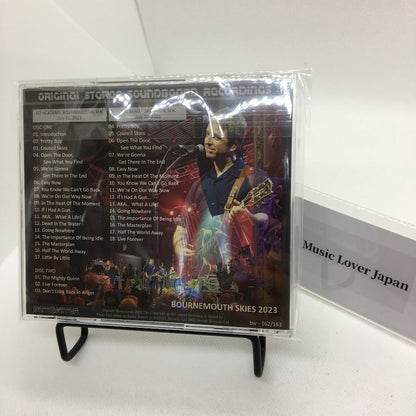 ORIGINAL STEREO SOUNDBOARD RECORDINGS
July 21, 2023
DISC ONE
01. Introduction
02. Pretty Boy
03. Council Skies
04. Open The Door,
See What You Find
05. We're Gonna
Get There In The End
06. Easy Now
07. You Know We Can't Go Back
08. We're On Our Way Now
09. In The Heat Of The Moment
10. If I Had A Gun...
11. AKA... What A Life!
12. Dead In The Water
13. Going Nowhere
14. The Importance Of Being Idle
15. The Masterplan
16. Half The World Away
17. Little By Little
DISC TWO
01. The Mighty Quinn
02. Live Forever
03. Don't Look Back In Anger
04. Pretty Boy
05. Council Skies
06. Open The Door,
See What You Find
07. We're Gonna
Get There In The End
08. Easy Now
09. In The Heat Of The Moment
10. You Know We Can't Go Back
11. We're On Our Way Now
12. If I Had A Gun...
13. AKA... What A Life!
14. Going Nowhere
15. The Importance Of Being Idle
16. The Masterplan
17. Half The World Away
18. Live Forever
BOURNEMOUTH SKIES 2023
bw - 162/163
Music Lover Japan